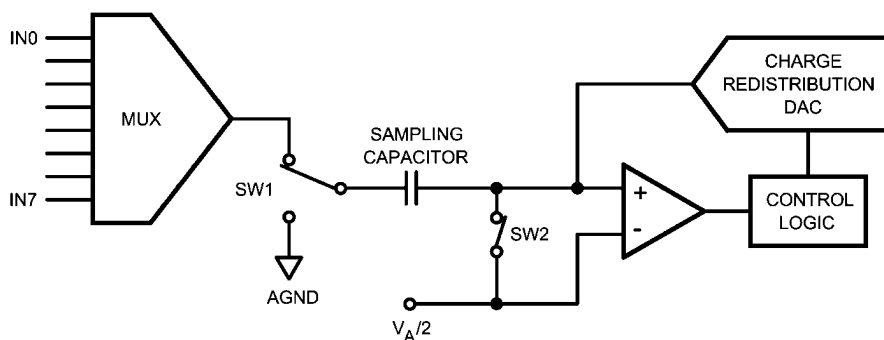 IN0
IN7
MUX
SW1
AGND
SAMPLING
CAPACITOR
SW2
V_A/2
+
-
CHARGE
REDISTRIBUTION
DAC
CONTROL
LOGIC